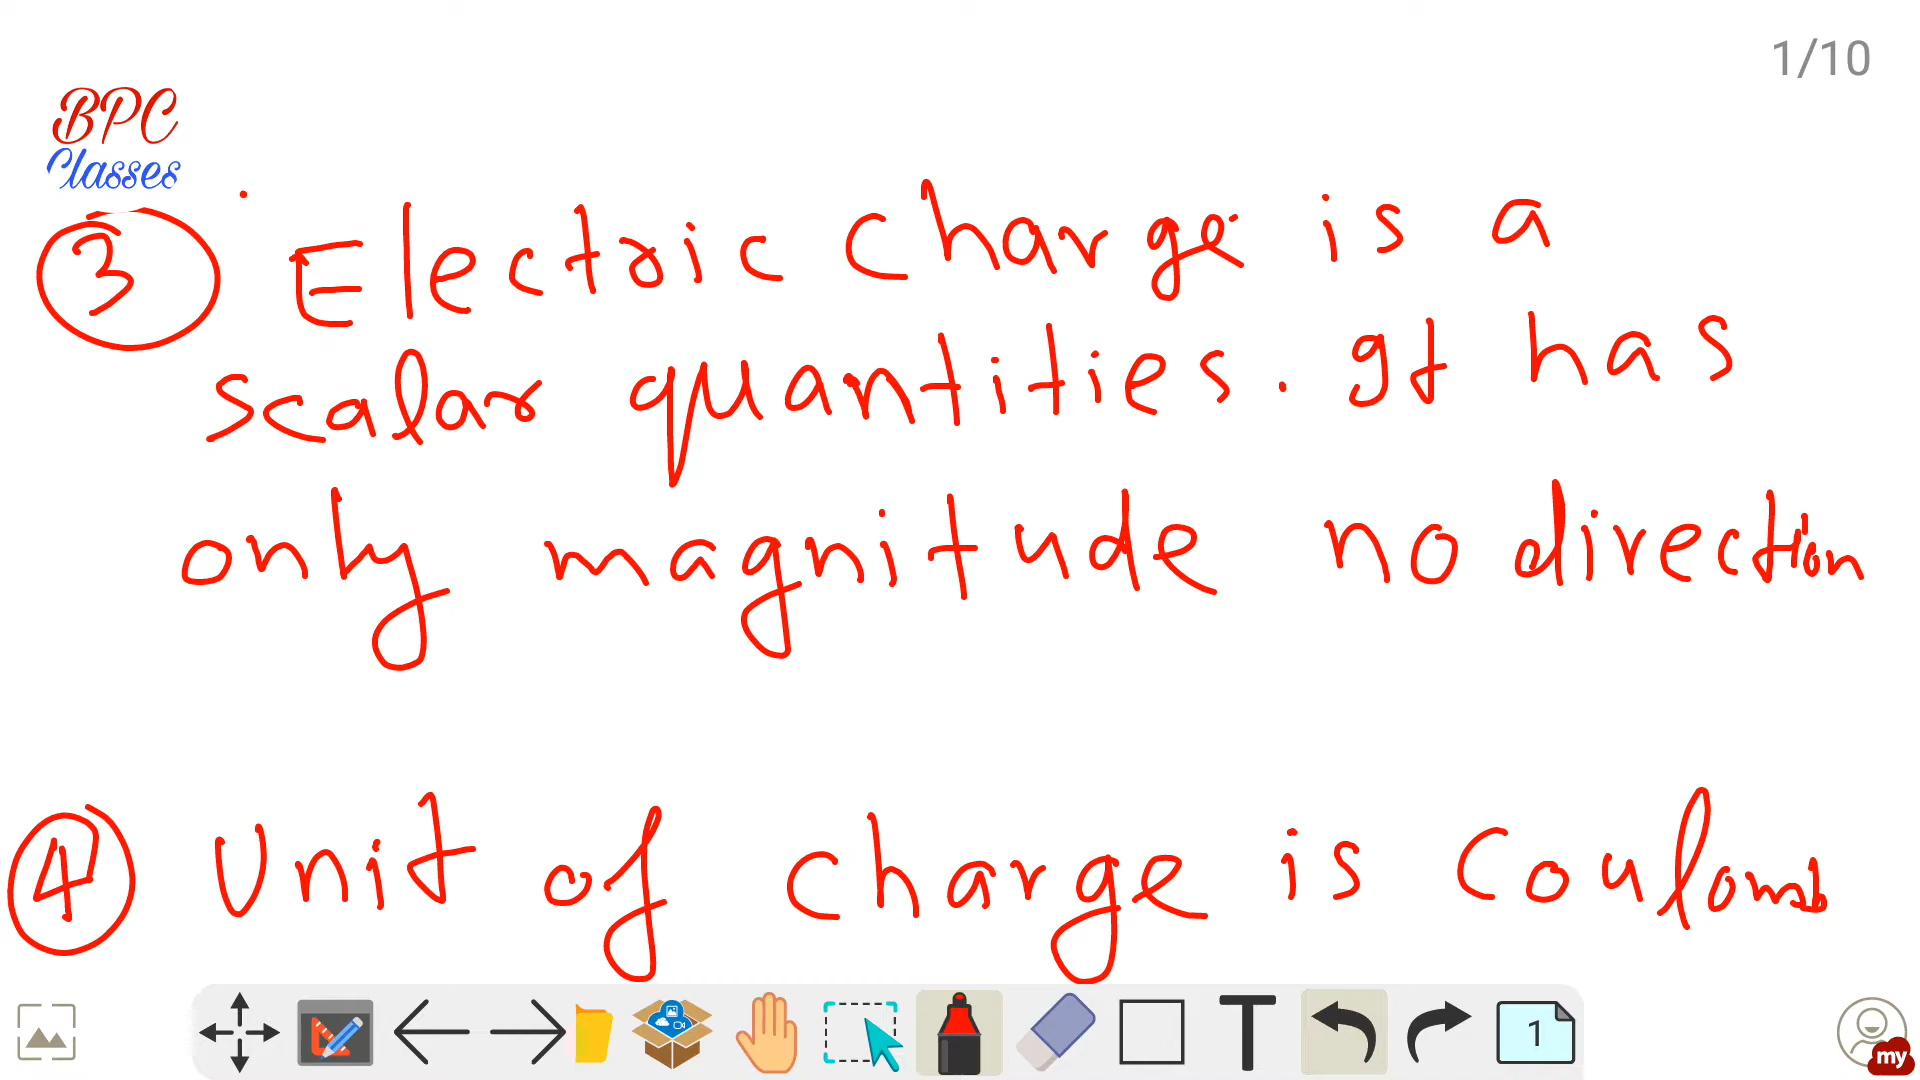 1/10
BPC
Classes
3 Electric charge is a
scalar quantities. It has
only magnitude no direction
4 Unit of charge is Coulomb
1
my